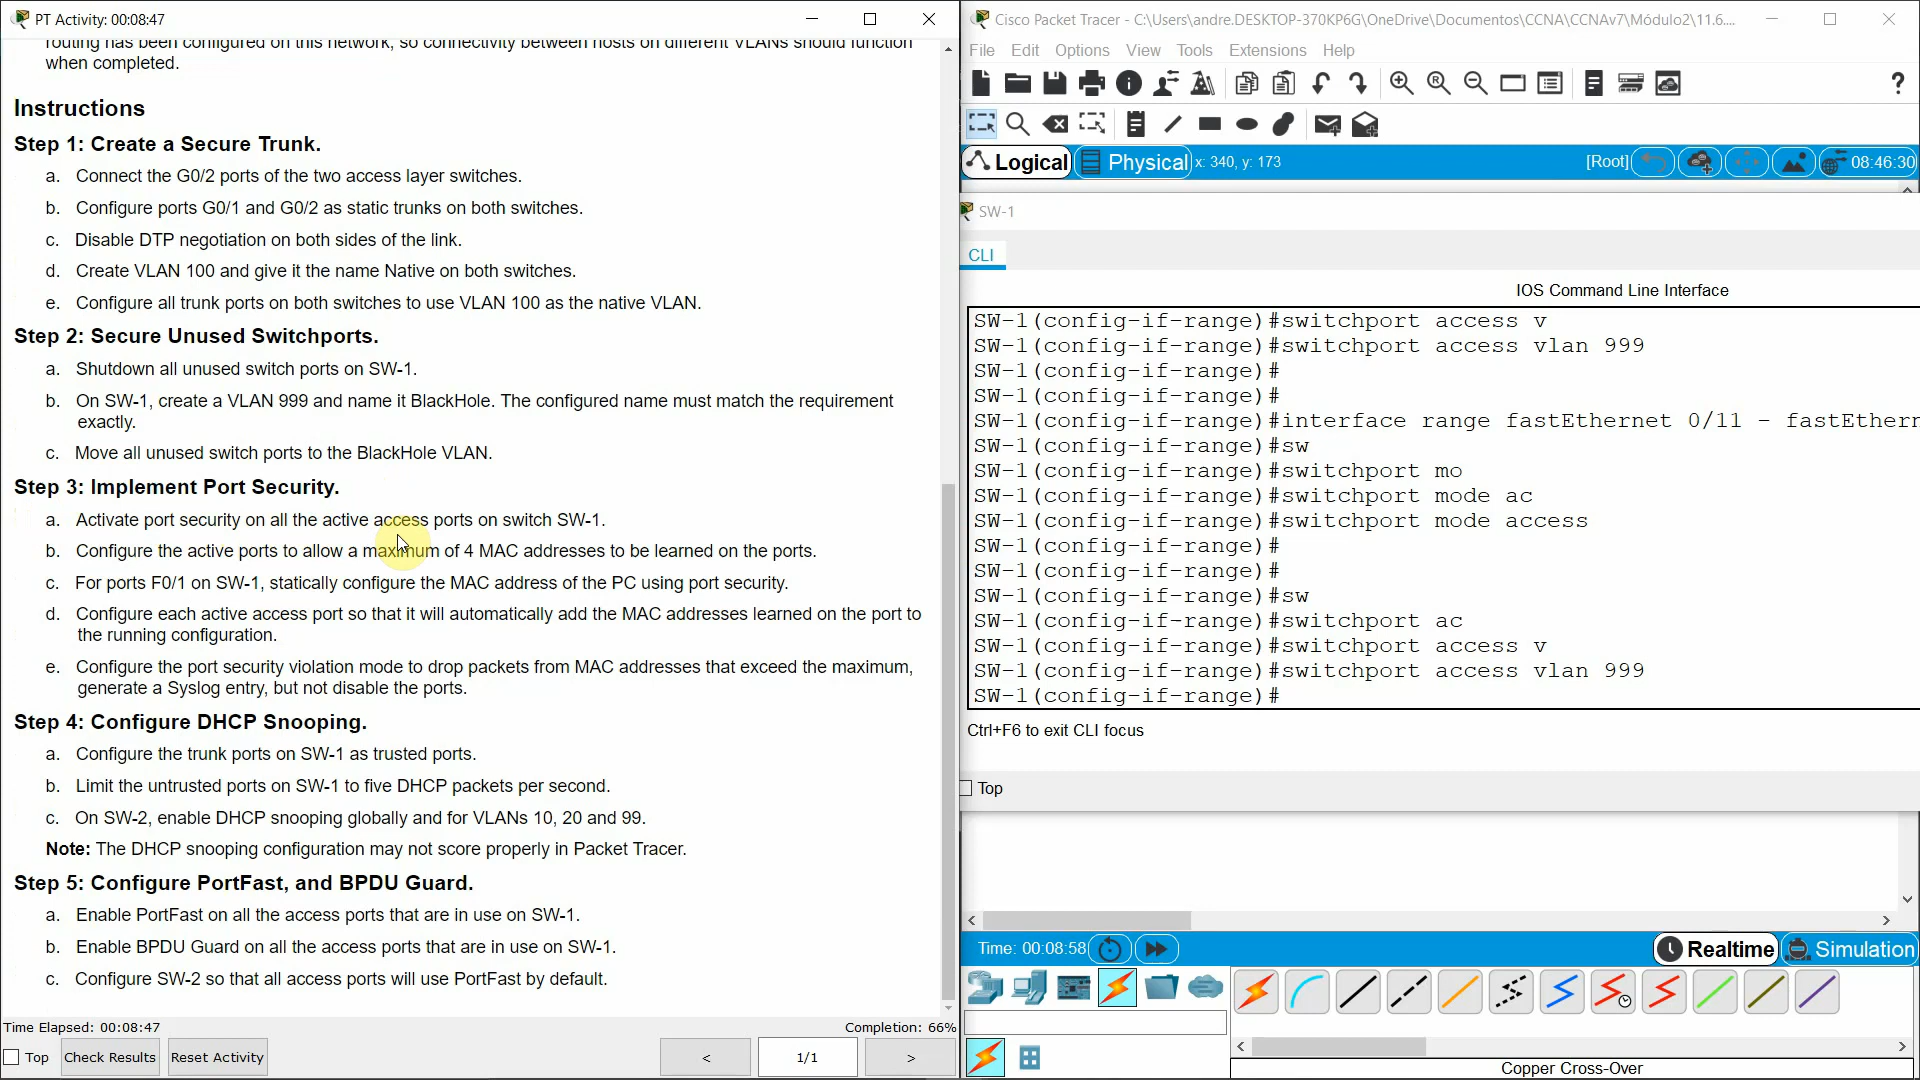 PT Activity: 00:08:47
routing has been configured on this network, so connectivity between hosts on different VLANs should function
when completed.
Instructions
Step 1: Create a Secure Trunk.
a. Connect the G0/2 ports of the two access layer switches.
b. Configure ports G0/1 and G0/2 as static trunks on both switches.
c. Disable DTP negotiation on both sides of the link.
d. Create VLAN 100 and give it the name Native on both switches.
e. Configure all trunk ports on both switches to use VLAN 100 as the native VLAN.
Step 2: Secure Unused Switchports.
a. Shutdown all unused switch ports on SW-1.
b. On SW-1, create a VLAN 999 and name it BlackHole. The configured name must match the requirement
exactly.
c. Move all unused switch ports to the BlackHole VLAN.
Step 3: Implement Port Security.
a. Activate port security on all the active access ports on switch SW-1.
b. Configure the active ports to allow a maximum of 4 MAC addresses to be learned on the ports.
c. For ports F0/1 on SW-1, statically configure the MAC address of the PC using port security.
d. Configure each active access port so that it will automatically add the MAC addresses learned on the port to
the running configuration.
e. Configure the port security violation mode to drop packets from MAC addresses that exceed the maximum,
generate a Syslog entry, but not disable the ports.
Step 4: Configure DHCP Snooping.
a. Configure the trunk ports on SW-1 as trusted ports.
b. Limit the untrusted ports on SW-1 to five DHCP packets per second.
c. On SW-2, enable DHCP snooping globally and for VLANs 10, 20 and 99.
Note: The DHCP snooping configuration may not score properly in Packet Tracer.
Step 5: Configure PortFast, and BPDU Guard.
a. Enable PortFast on all the access ports that are in use on SW-1.
b. Enable BPDU Guard on all the access ports that are in use on SW-1.
c. Configure SW-2 so that all access ports will use PortFast by default.
Time Elapsed: 00:08:47
Completion: 66%
Top
Check Results
Reset Activity
<
1/1
>
Cisco Packet Tracer - C:\Users\andre.DESKTOP-370KP6G\OneDrive\Documentos\CCNA\CCNAv7\Módulo2\11.6....
File Edit Options View Tools Extensions Help
?
Logical
Physical
x: 340, y: 173
[Root]
08:46:30
SW-1
CLI
IOS Command Line Interface
SW-1(config-if-range)#switchport access v
SW-1(config-if-range)#switchport access vlan 999
SW-1(config-if-range)#
SW-1(config-if-range)#
SW-1(config-if-range)#interface range fastEthernet 0/11 - fastEthern
SW-1(config-if-range)#sw
SW-1(config-if-range)#switchport mo
SW-1(config-if-range)#switchport mode ac
SW-1(config-if-range)#switchport mode access
SW-1(config-if-range)#
SW-1(config-if-range)#
SW-1(config-if-range)#sw
SW-1(config-if-range)#switchport ac
SW-1(config-if-range)#switchport access v
SW-1(config-if-range)#switchport access vlan 999
SW-1(config-if-range)#
Ctrl+F6 to exit CLI focus
Top
Time: 00:08:58
Realtime
Simulation
Copper Cross-Over